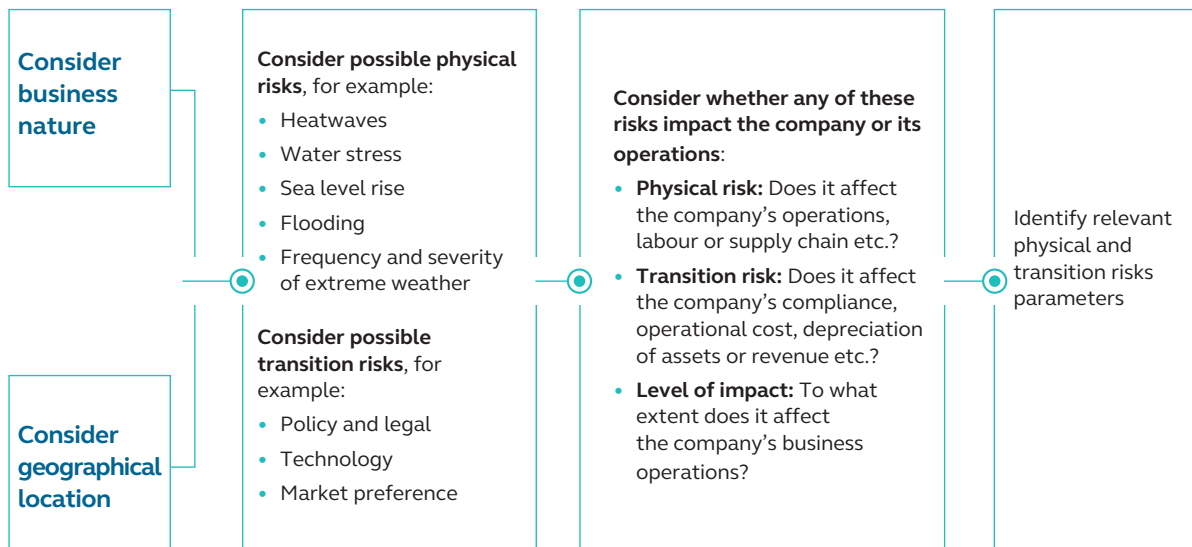 Consider
business
nature
Consider
geographical
location
Consider possible physical
risks, for example:
• Heatwaves
• Water stress
• Sea level rise
• Flooding
• Frequency and severity
of extreme weather
Consider possible
transition risks, for
example:
• Policy and legal
• Technology
• Market preference
Consider whether any of these
risks impact the company or its
operations:
• Physical risk: Does it affect
the company’s operations,
labour or supply chain etc.?
• Transition risk: Does it affect
the company’s compliance,
operational cost, depreciation
of assets or revenue etc.?
• Level of impact: To what
extent does it affect
the company’s business
operations?
Identify relevant
physical and
transition risks
parameters